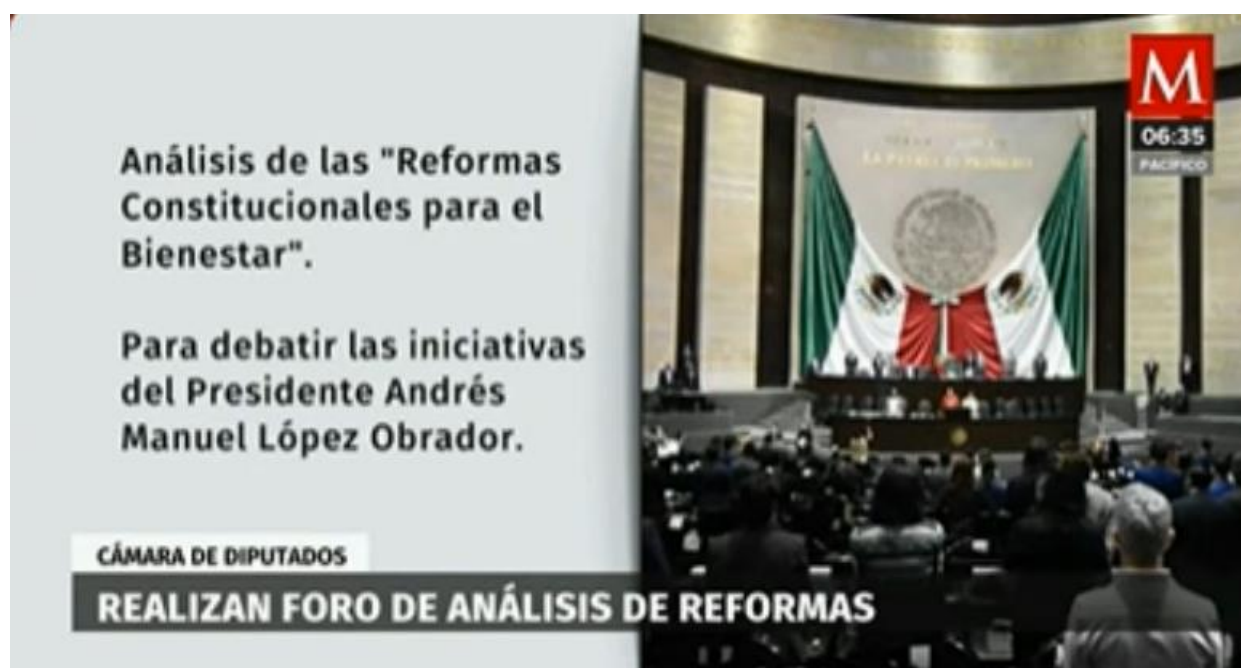 Análisis de las "Reformas
Constitucionales para el
Bienestar".
Para debatir las iniciativas
del Presidente Andrés
Manuel López Obrador.
M
06:35
PACÍFICO
LA PATRIA ES PRIMERO
CÁMARA DE DIPUTADOS
REALIZAN FORO DE ANÁLISIS DE REFORMAS